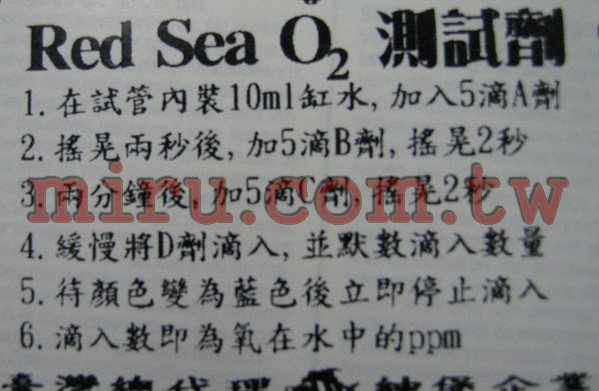 Red Sea O2 測試劑
1. 在試管內裝10ml缸水, 加入5滴A劑
2. 搖晃兩秒後, 加5滴B劑, 搖晃2秒
3. 兩分鐘後, 加5滴C劑, 搖晃2秒
miru.com.tw
4. 緩慢將D劑滴入, 並默數滴入數量
5. 待顏色變為藍色後立即停止滴入
6. 滴入數即為氧在水中的ppm